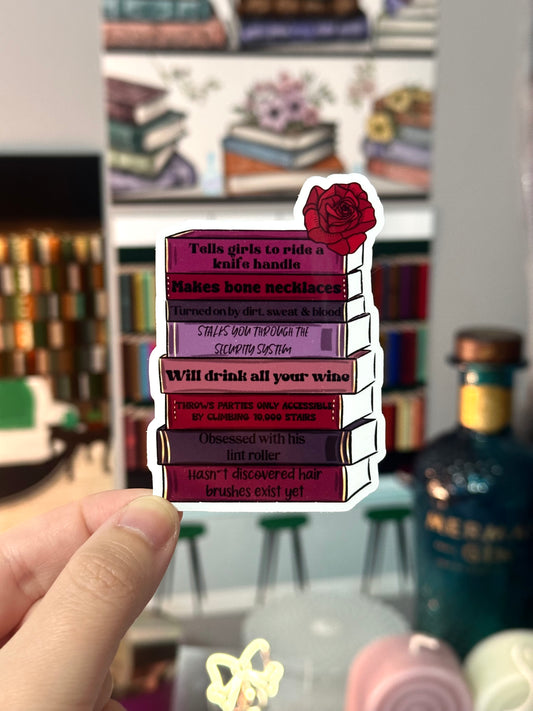 Tells girls to ride a
knife handle
Makes bone necklaces
Turned on by dirt, sweat & blood
STALKS YOU THROUGH THE
SECURITY SYSTEM
Will drink all your wine
THROWS PARTIES ONLY ACCESSIBLE
BY CLIMBING 10,000 STAIRS
Obsessed with his
lint roller
Hasn't discovered hair
brushes exist yet
MERMAI
GIN